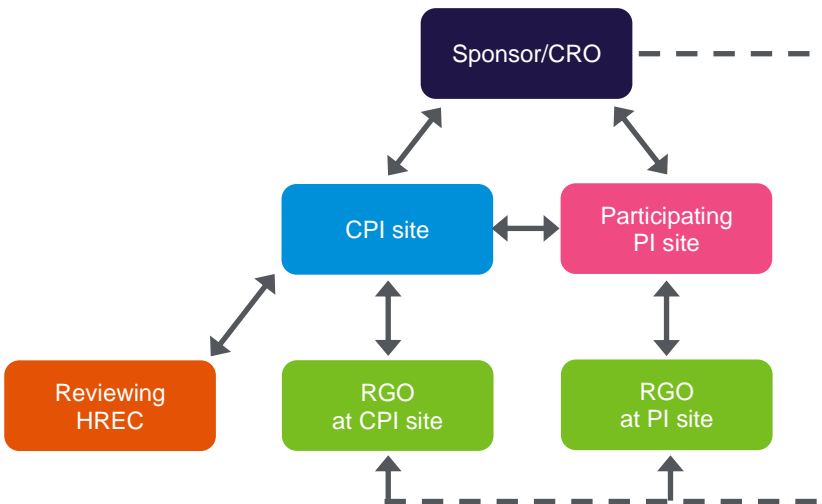 Sponsor/CRO
CPI site
Participating
PI site
Reviewing
HREC
RGO
at CPI site
RGO
at PI site